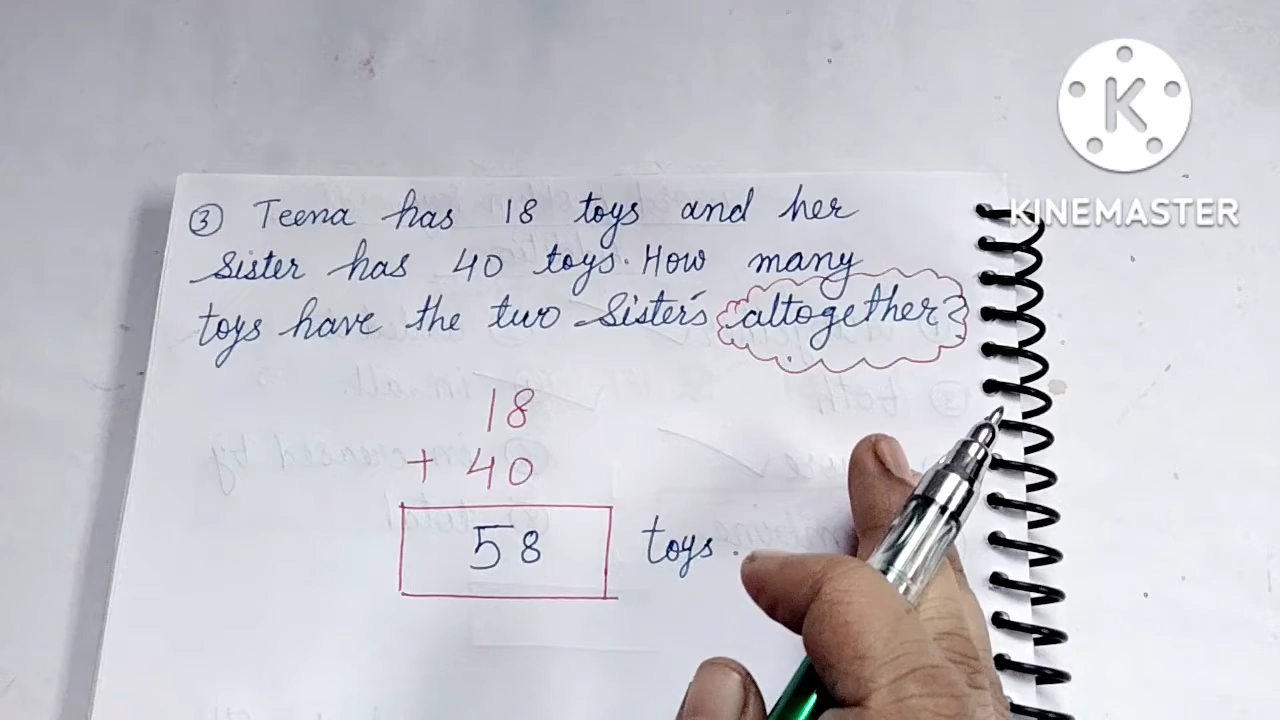 ③ Teena has 18 toys and her
Sister has 40 toys. How many
toys have the two Sister's altogether?
18
+ 40
58 toys.
K
KINEMASTER